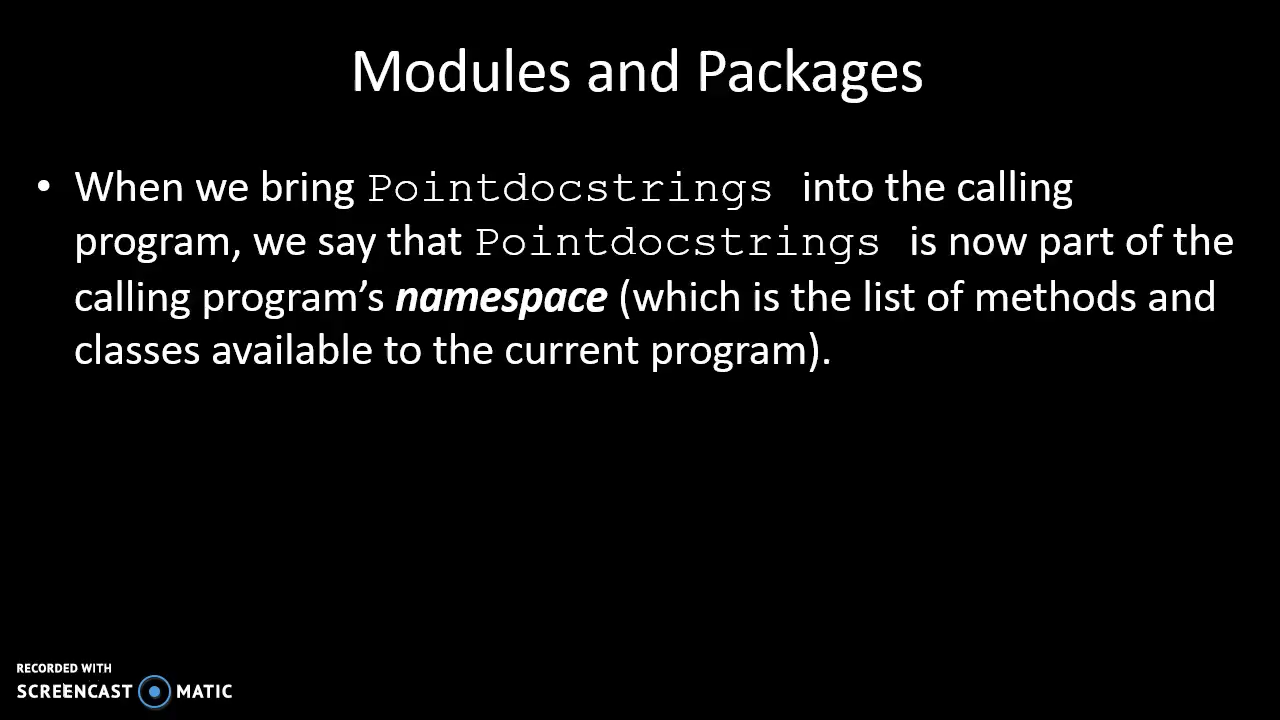 Modules and Packages
• When we bring Pointdocstrings into the calling
program, we say that Pointdocstrings is now part of the
calling program’s namespace (which is the list of methods and
classes available to the current program).
RECORDED WITH
SCREENCAST MATIC